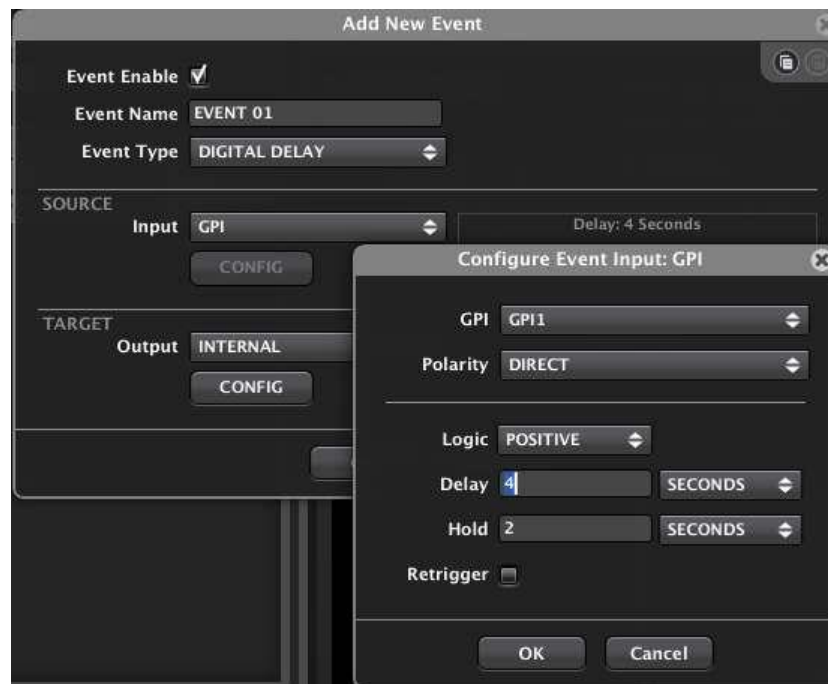 Add New Event
Event Enable
Event Name EVENT 01
Event Type DIGITAL DELAY
SOURCE
Input GPI
Delay: 4 Seconds
CONFIG
TARGET
Output INTERNAL
CONFIG
Configure Event Input: GPI
GPI GPI1
Polarity DIRECT
Logic POSITIVE
Delay 4 SECONDS
Hold 2 SECONDS
Retrigger
OK Cancel